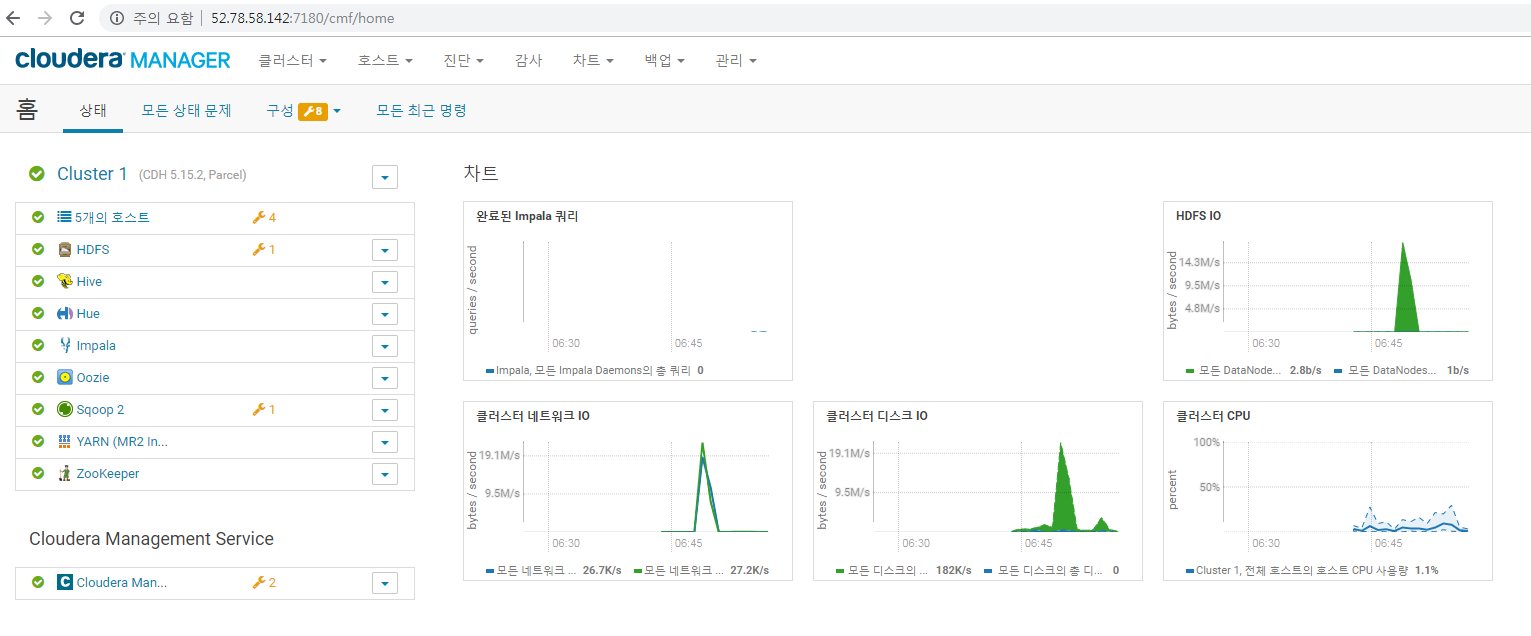 주의 요함 52.78.58.142:7180/cmf/home
cloudera MANAGER 클러스터 호스트 진단 감사 차트 백업 관리
홈 상태 모든 상태 문제 구성 8 모든 최근 명령
Cluster 1 (CDH 5.15.2, Parcel)
5개의 호스트 4
HDFS 1
Hive
Hue
Impala
Oozie
Sqoop 2 1
YARN (MR2 In...
ZooKeeper
Cloudera Management Service
Cloudera Man... 2
차트
완료된 Impala 쿼리
queries / second
06:30 06:45
Impala, 모든 Impala Daemons의 총 쿼리 0
HDFS IO
bytes / second
14.3M/s
9.5M/s
4.8M/s
06:30 06:45
모든 DataNode... 2.8b/s 모든 DataNodes... 1b/s
클러스터 네트워크 IO
bytes / second
19.1M/s
9.5M/s
06:30 06:45
모든 네트워크 ... 26.7K/s 모든 네트워크 ... 27.2K/s
클러스터 디스크 IO
bytes / second
19.1M/s
9.5M/s
06:30 06:45
모든 디스크의 ... 182K/s 모든 디스크의 총 디... 0
클러스터 CPU
percent
100%
50%
06:30 06:45
Cluster 1, 전체 호스트의 호스트 CPU 사용량 1.1%